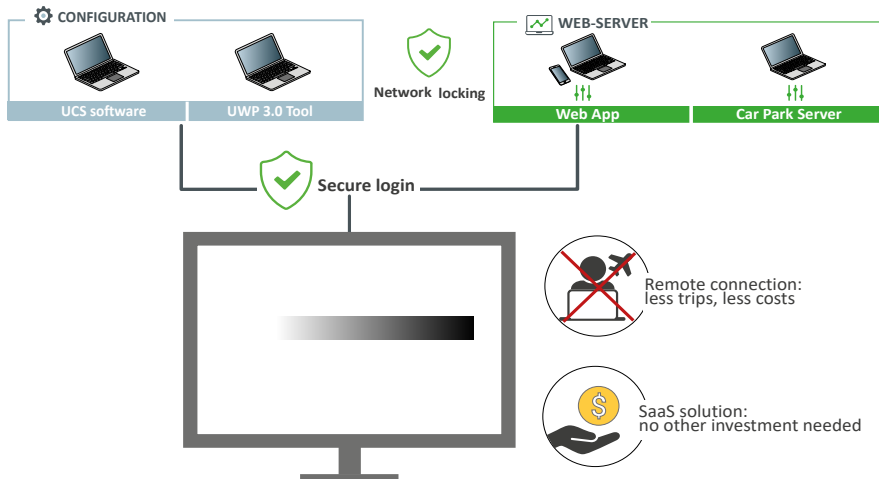 CONFIGURATION
WEB-SERVER
Network locking
UCS software
UWP 3.0 Tool
Web App
Car Park Server
Secure login
Remote connection:
less trips, less costs
$
SaaS solution:
no other investment needed